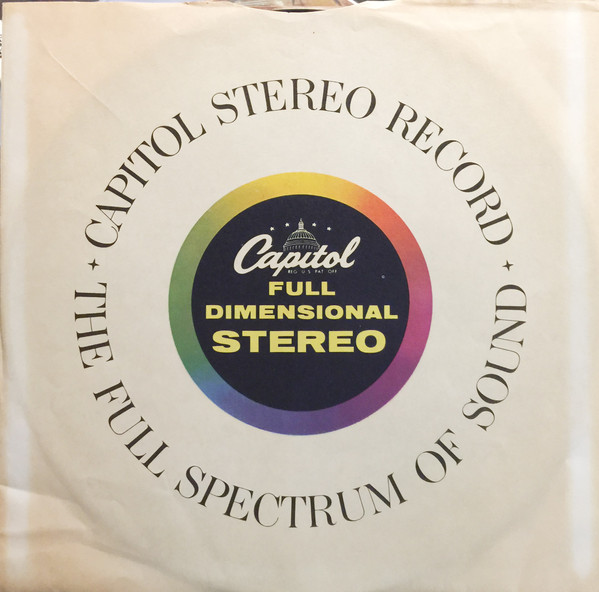 CAPITOL STEREO RECORD
THE FULL SPECTRUM OF SOUND
Capitol
REG. U.S. PAT. OFF.
FULL
DIMENSIONAL
STEREO